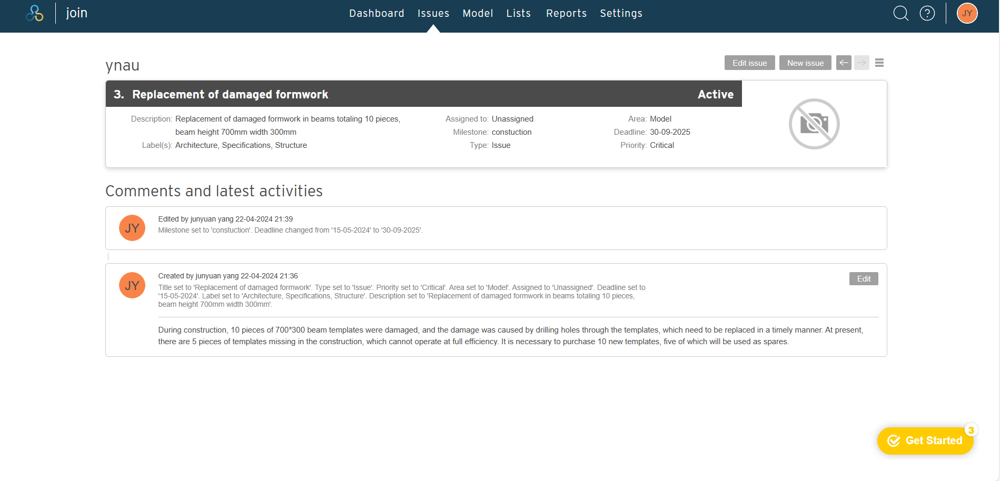 join
Dashboard Issues Model Lists Reports Settings
?
JY
ynau
Edit issue New issue
3. Replacement of damaged formwork Active
Description: Replacement of damaged formwork in beams totaling 10 pieces,
beam height 700mm width 300mm
Label(s): Architecture, Specifications, Structure
Assigned to: Unassigned
Milestone: constuction
Type: Issue
Area: Model
Deadline: 30-09-2025
Priority: Critical
Comments and latest activities
JY
Edited by junyuan yang 22-04-2024 21:39
Milestone set to 'constuction'. Deadline changed from '15-05-2024' to '30-09-2025'.
JY
Created by junyuan yang 22-04-2024 21:36
Edit
Title set to 'Replacement of damaged formwork'. Type set to 'Issue'. Priority set to 'Critical'. Area set to 'Model'. Assigned to 'Unassigned'. Deadline set to
'15-05-2024'. Label set to 'Architecture, Specifications, Structure'. Description set to 'Replacement of damaged formwork in beams totaling 10 pieces,
beam height 700mm width 300mm'.
During construction, 10 pieces of 700*300 beam templates were damaged, and the damage was caused by drilling holes through the templates, which need to be replaced in a timely manner. At present,
there are 5 pieces of templates missing in the construction, which cannot operate at full efficiency. It is necessary to purchase 10 new templates, five of which will be used as spares.
3
Get Started